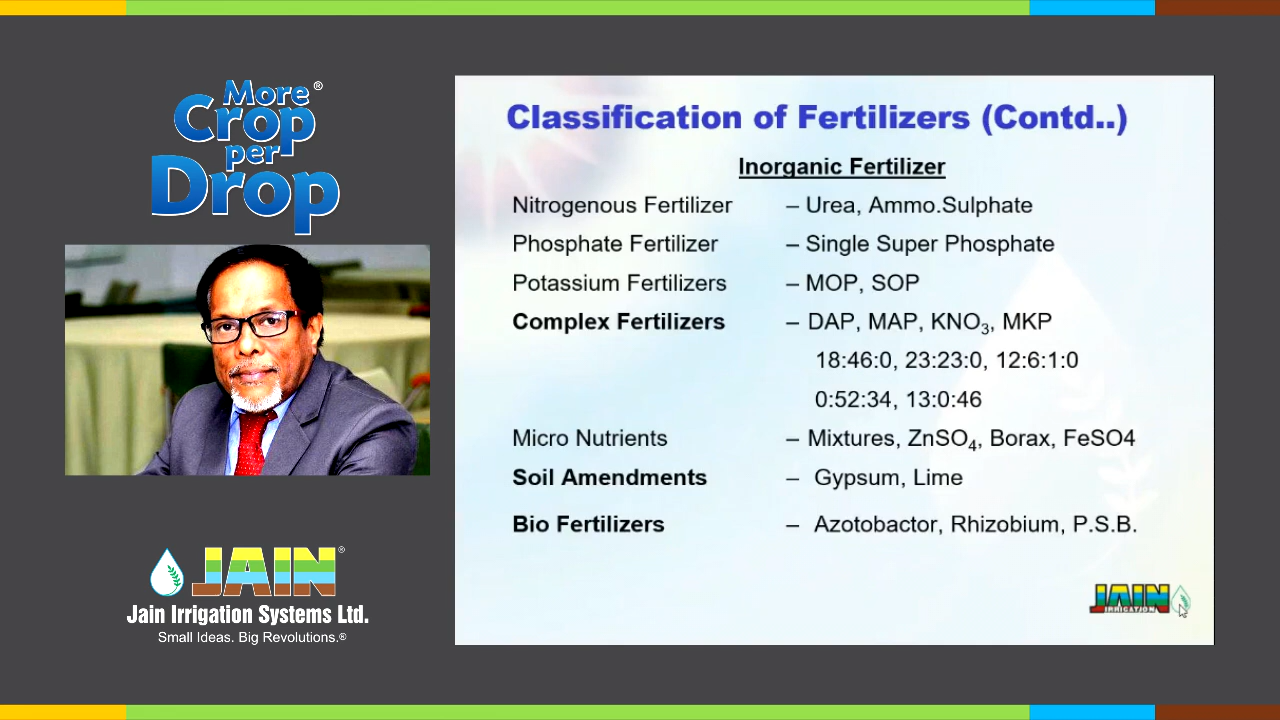 More
Crop
per
Drop®
JAIN®
Jain Irrigation Systems Ltd.
Small Ideas. Big Revolutions.®
Classification of Fertilizers (Contd..)
Inorganic Fertilizer
Nitrogenous Fertilizer – Urea, Ammo.Sulphate
Phosphate Fertilizer – Single Super Phosphate
Potassium Fertilizers – MOP, SOP
Complex Fertilizers – DAP, MAP, KNO₃, MKP
18:46:0, 23:23:0, 12:6:1:0
0:52:34, 13:0:46
Micro Nutrients – Mixtures, ZnSO₄, Borax, FeSO4
Soil Amendments – Gypsum, Lime
Bio Fertilizers – Azotobactor, Rhizobium, P.S.B.
JAIN
IRRIGATION